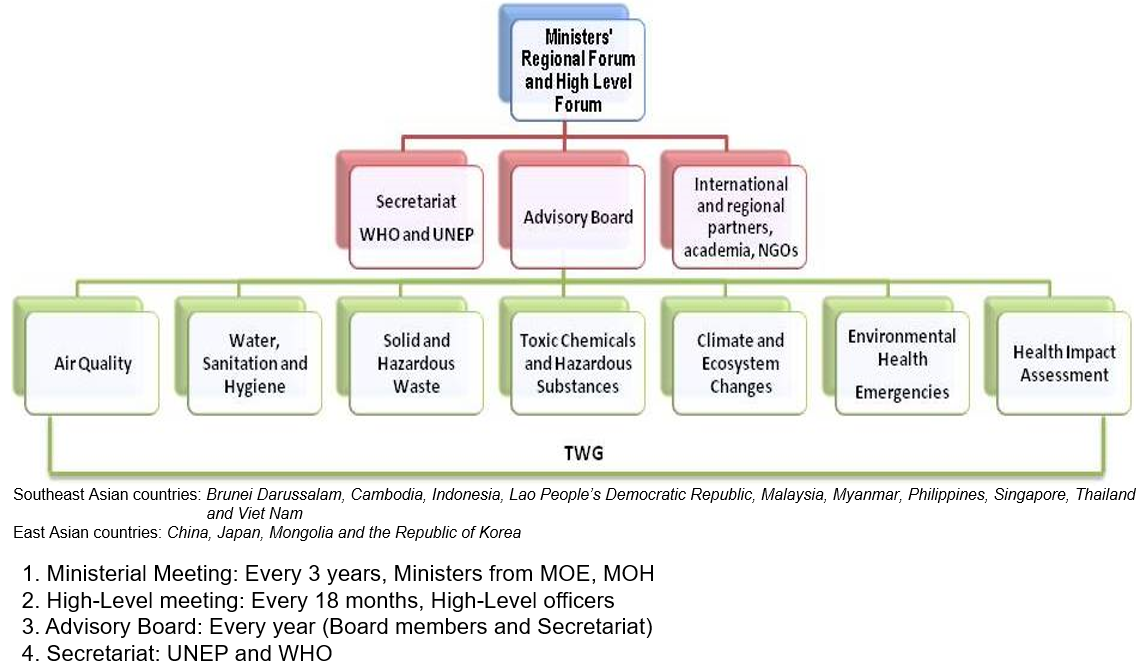 Ministers'
Regional Forum
and High Level
Forum
Secretariat
WHO and UNEP
Advisory Board
International
and regional
partners,
academia, NGOs
Air Quality
Water,
Sanitation and
Hygiene
Solid and
Hazardous
Waste
Toxic Chemicals
and Hazardous
Substances
Climate and
Ecosystem
Changes
Environmental
Health
Emergencies
Health Impact
Assessment
TWG
Southeast Asian countries: Brunei Darussalam, Cambodia, Indonesia, Lao People's Democratic Republic, Malaysia, Myanmar, Philippines, Singapore, Thailand
and Viet Nam
East Asian countries: China, Japan, Mongolia and the Republic of Korea
1. Ministerial Meeting: Every 3 years, Ministers from MOE, MOH
2. High-Level meeting: Every 18 months, High-Level officers
3. Advisory Board: Every year (Board members and Secretariat)
4. Secretariat: UNEP and WHO